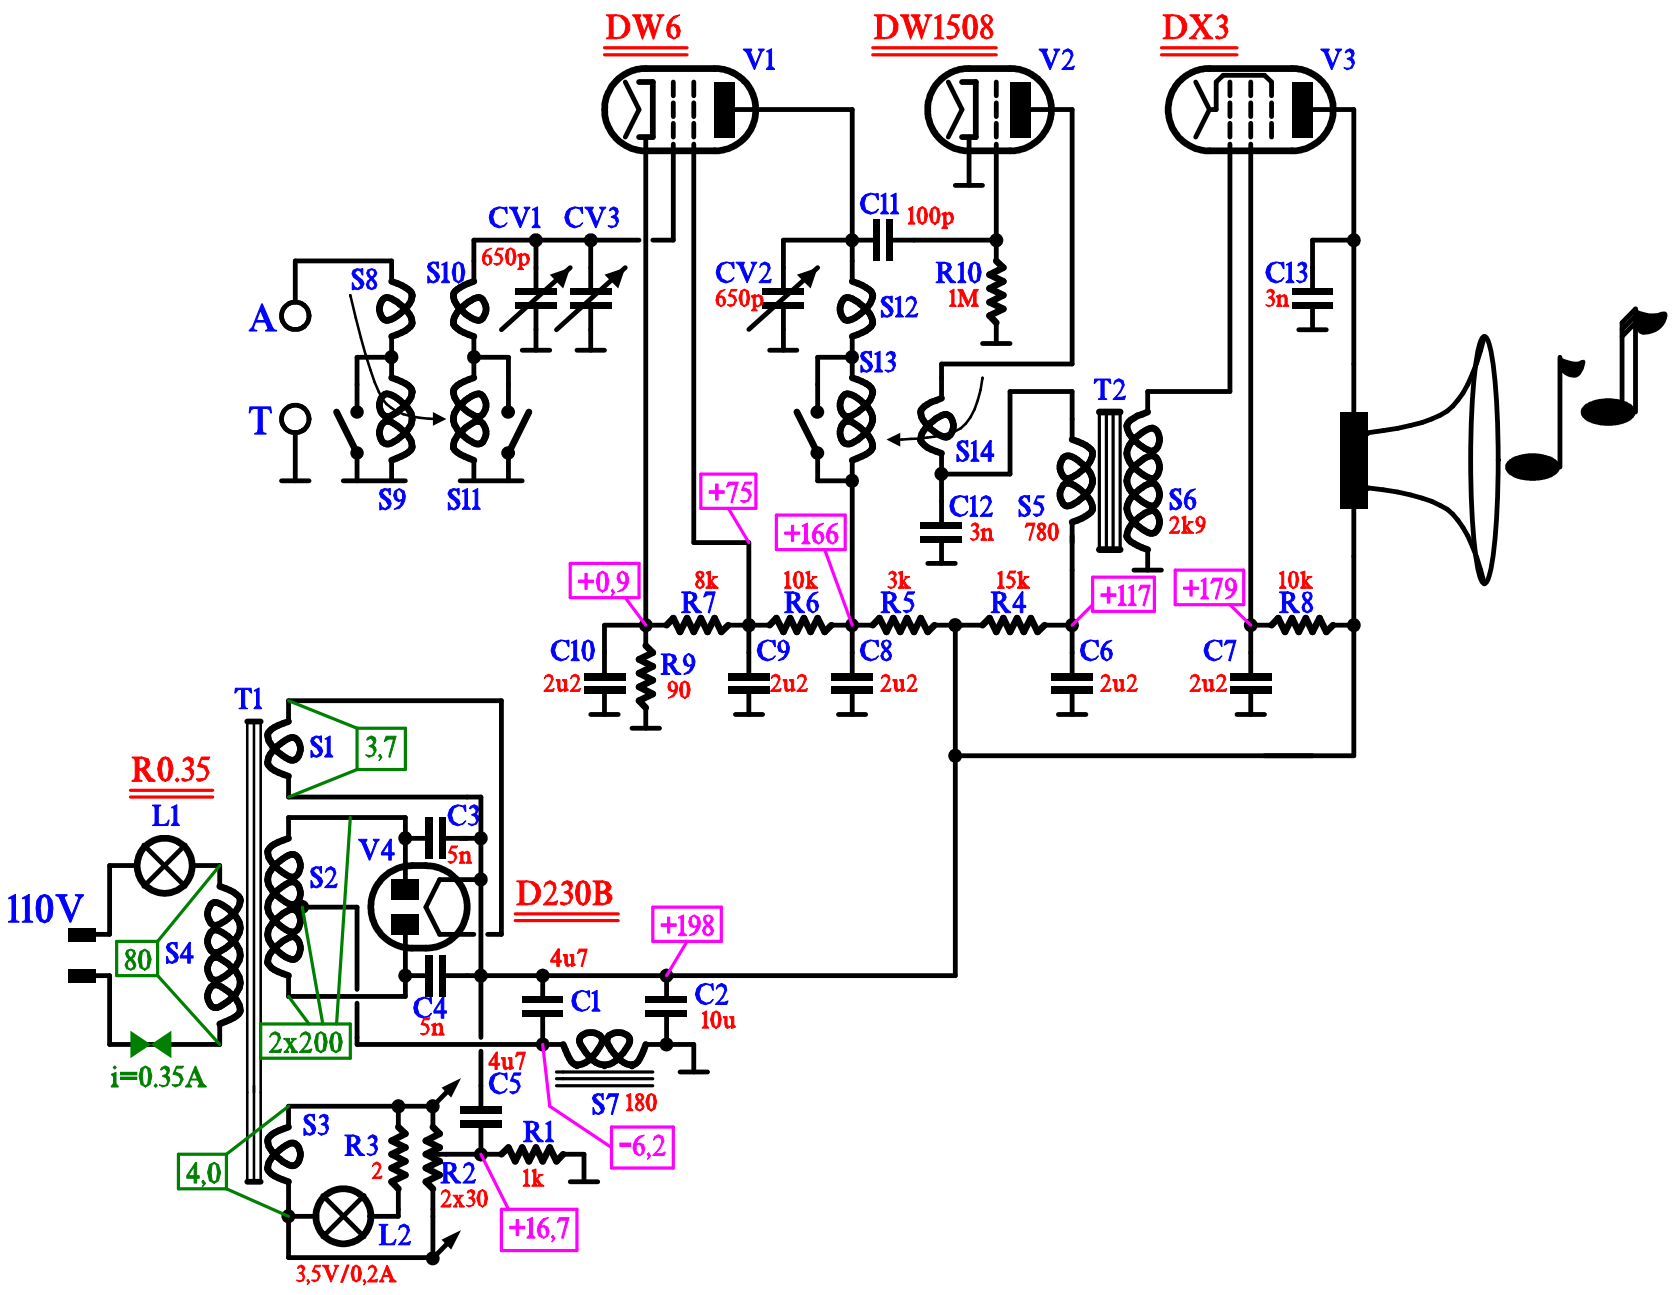 DW6
DW1508
DX3
V1
V2
V3
C11
100p
CV1
CV3
650p
S8
S10
CV2
650p
R10
1M
C13
3n
A
S12
S13
T2
T
S9
S11
S14
+75
C12
3n
S5
780
S6
2k9
+166
+0,9
8k
R7
10k
R6
3k
R5
15k
R4
+117
+179
10k
R8
C10
2u2
R9
90
C9
2u2
C8
2u2
C6
2u2
C7
2u2
T1
S1
3,7
R0.35
L1
C3
5n
V4
S2
D230B
110V
+198
80
S4
4u7
C1
C2
10u
C4
5n
2x200
i=0.35A
4u7
C5
S7
180
S3
R3
2
R1
1k
-6,2
4,0
R2
2x30
+16,7
L2
3,5V/0,2A